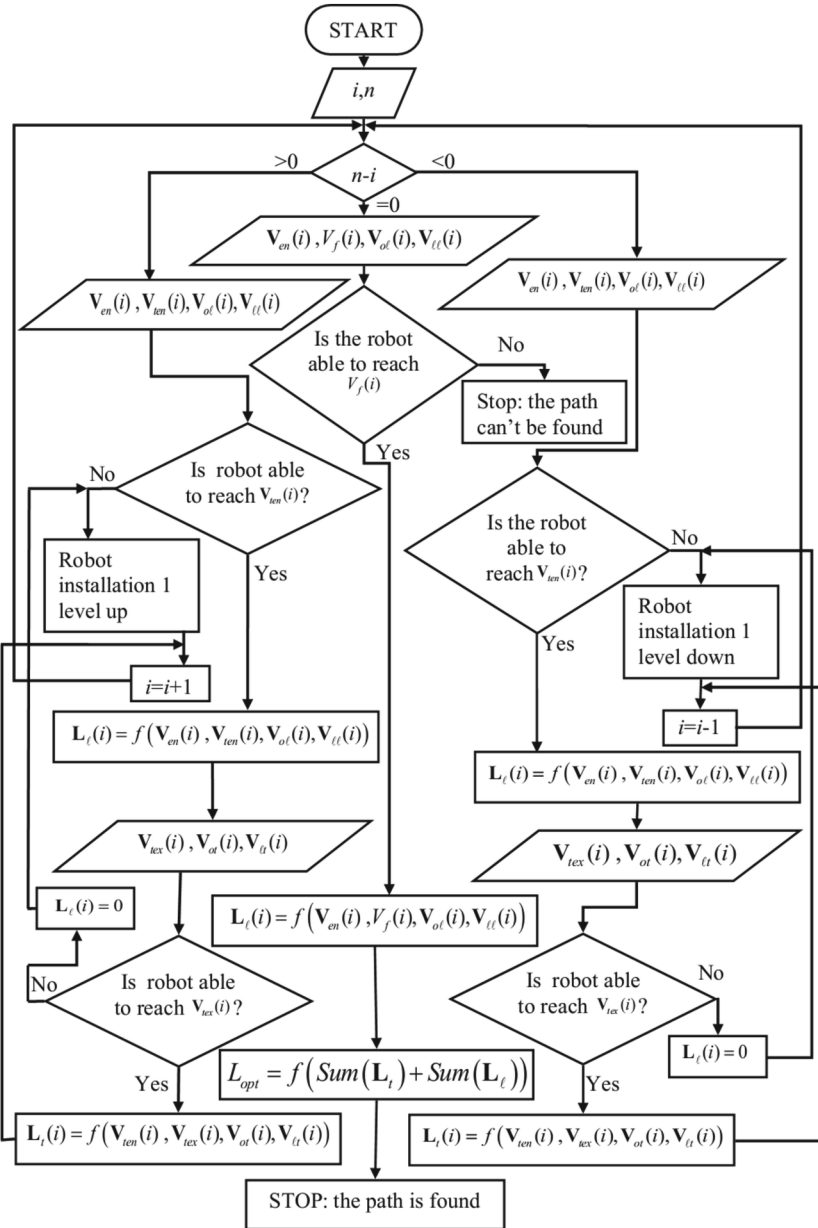 START
i,n
>0
<0
n-i
=0
V_en(i) ,V_f(i),V_oℓ(i),V_ℓℓ(i)
V_en(i) ,V_ten(i),V_oℓ(i),V_ℓℓ(i)
V_en(i) ,V_ten(i),V_oℓ(i),V_ℓℓ(i)
Is the robot
able to reach
V_f(i)
No
Stop: the path
can't be found
Yes
No
Is robot able
to reach V_ten(i)?
Yes
Robot
installation 1
level up
i=i+1
Is the robot
able to
reach V_ten(i)?
No
Yes
Robot
installation 1
level down
i=i-1
L_ℓ(i) = f(V_en(i) ,V_ten(i),V_oℓ(i),V_ℓℓ(i))
L_ℓ(i) = f(V_en(i) ,V_ten(i),V_oℓ(i),V_ℓℓ(i))
V_tex(i) ,V_ot(i),V_ℓt(i)
V_tex(i) ,V_ot(i),V_ℓt(i)
L_ℓ(i) = 0
L_ℓ(i) = f(V_en(i) ,V_f(i),V_oℓ(i),V_ℓℓ(i))
No
Is robot able
to reach V_tex(i)?
Yes
Is robot able
to reach V_tex(i)?
No
L_ℓ(i) = 0
Yes
L_opt = f(Sum(L_t)+Sum(L_ℓ))
L_t(i) = f(V_ten(i) ,V_tex(i),V_ot(i),V_ℓt(i))
L_t(i) = f(V_ten(i) ,V_tex(i),V_ot(i),V_ℓt(i))
STOP: the path is found